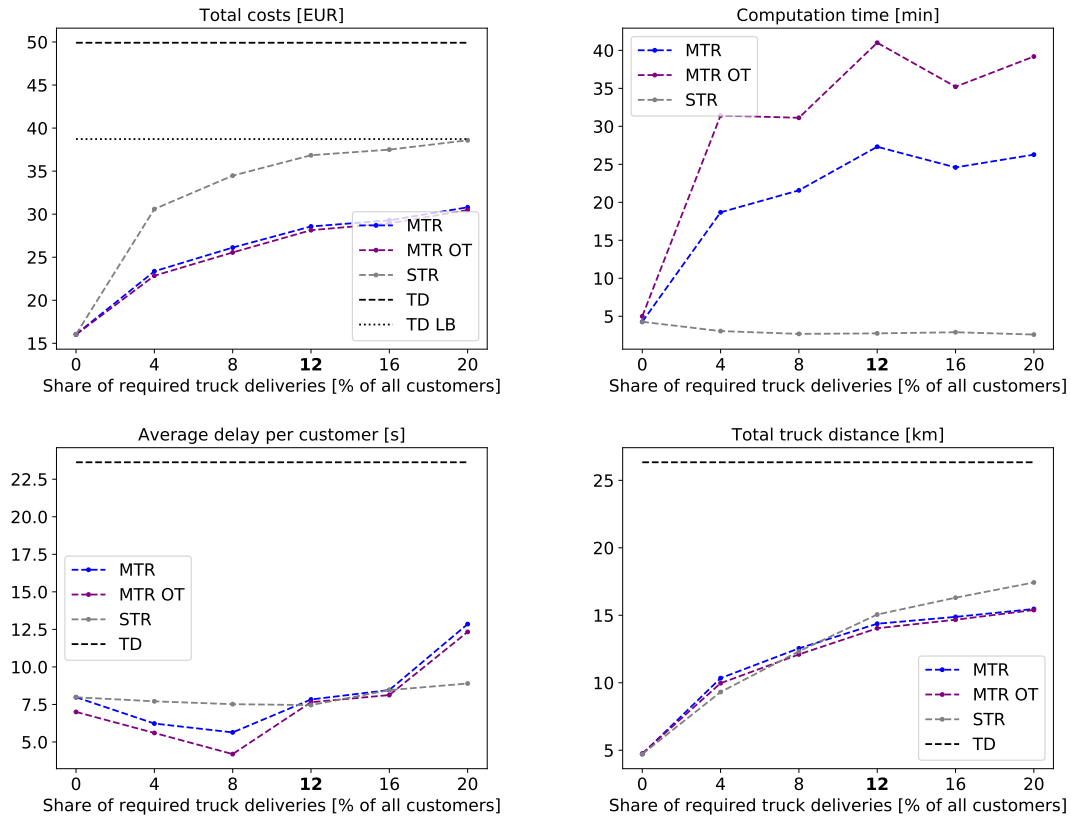 Total costs [EUR]
50
45
40
35
30
25
20
15
MTR
MTR OT
STR
TD
TD LB
0 4 8 12 16 20
Share of required truck deliveries [% of all customers]
Computation time [min]
40
35
30
25
20
15
10
5
MTR
MTR OT
STR
0 4 8 12 16 20
Share of required truck deliveries [% of all customers]
Average delay per customer [s]
22.5
20.0
17.5
15.0
12.5
10.0
7.5
5.0
MTR
MTR OT
STR
TD
0 4 8 12 16 20
Share of required truck deliveries [% of all customers]
Total truck distance [km]
25
20
15
10
5
MTR
MTR OT
STR
TD
0 4 8 12 16 20
Share of required truck deliveries [% of all customers]